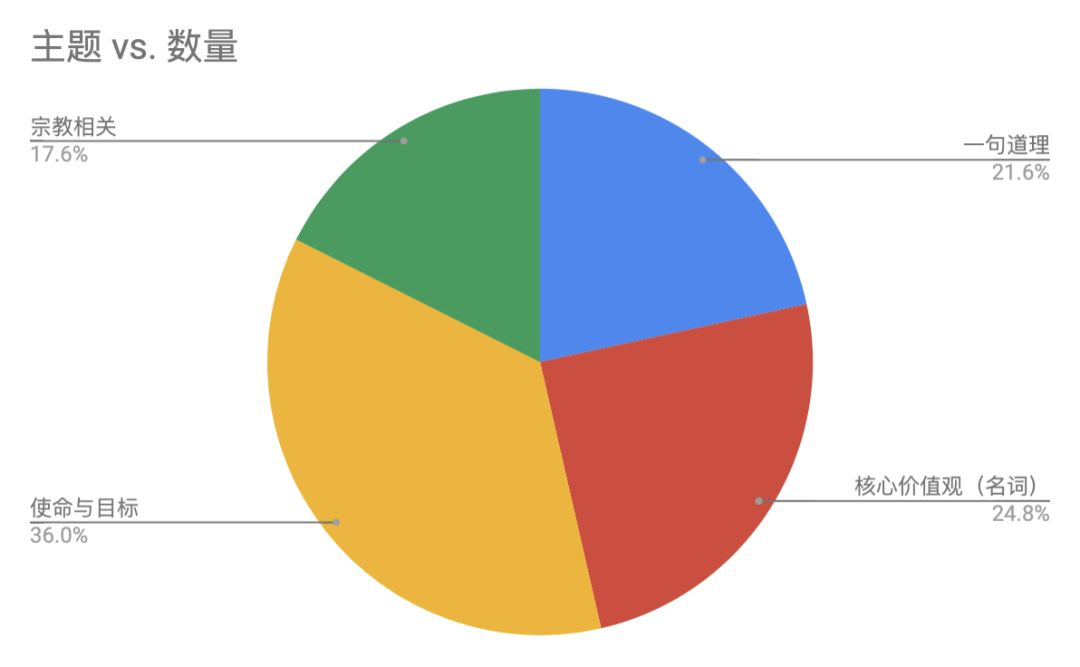 主题 vs. 数量
宗教相关
17.6%
一句道理
21.6%
使命与目标
36.0%
核心价值观（名词）
24.8%